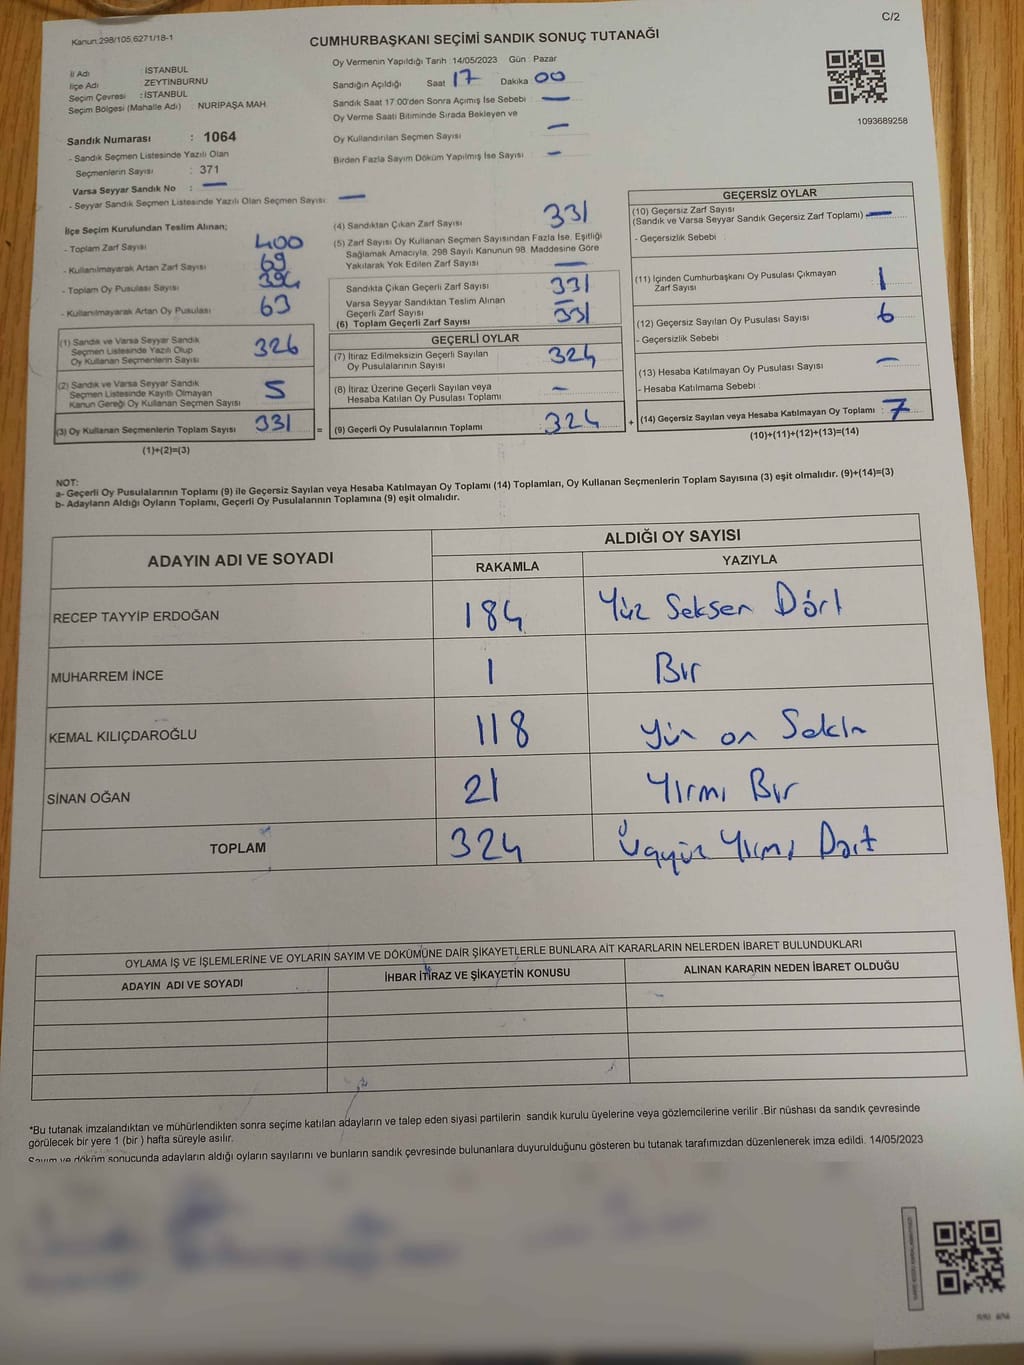 C/2
Kanun:298/105,6271/18-1
CUMHURBAŞKANI SEÇİMİ SANDIK SONUÇ TUTANAĞI
İl Adı : İSTANBUL
İlçe Adı ZEYTİNBURNU
Seçim Çevresi : İSTANBUL
Seçim Bölgesi (Mahalle Adı) : NURİPAŞA MAH.
Sandık Numarası : 1064
- Sandık Seçmen Listesinde Yazılı Olan
Seçmenlerin Sayısı : 371
Varsa Seyyar Sandık No : —
- Seyyar Sandık Seçmen Listesinde Yazılı Olan Seçmen Sayısı : —
Oy Vermenin Yapıldığı Tarih : 14/05/2023 Gün : Pazar
Sandığın Açıldığı Saat 17 Dakika 00
Sandık Saat 17:00'den Sonra Açımış İse Sebebi —
Oy Verme Saati Bitiminde Sırada Bekleyen ve
Oy Kullandırılan Seçmen Sayısı —
Birden Fazla Sayım Döküm Yapılmış İse Sayısı —
1093689258
İlçe Seçim Kurulundan Teslim Alınan;
- Toplam Zarf Sayısı 400
- Kullanılmayarak Artan Zarf Sayısı 69
- Toplam Oy Pusulası Sayısı 394
- Kullanılmayarak Artan Oy Pusulası 63
(1) Sandık ve Varsa Seyyar Sandık
Seçmen Listesinde Yazılı Olup
Oy Kullanan Seçmenlerin Sayısı 326
(2) Sandık ve Varsa Seyyar Sandık
Seçmen Listesinde Kayıtlı Olmayan
Kanun Gereği Oy Kullanan Seçmen Sayısı 5
(3) Oy Kullanan Seçmenlerin Toplam Sayısı 331 =
(1)+(2)=(3)
(4) Sandıktan Çıkan Zarf Sayısı 331
(5) Zarf Sayısı Oy Kullanan Seçmen Sayısından Fazla İse, Eşitliği
Sağlamak Amacıyla, 298 Sayılı Kanunun 98. Maddesine Göre
Yakılarak Yok Edilen Zarf Sayısı —
Sandıkta Çıkan Geçerli Zarf Sayısı 331
Varsa Seyyar Sandıktan Teslim Alınan
Geçerli Zarf Sayısı —
(6) Toplam Geçerli Zarf Sayısı 331
GEÇERLİ OYLAR
(7) İtiraz Edilmeksizin Geçerli Sayılan
Oy Pusulalarının Sayısı 324
(8) İtiraz Üzerine Geçerli Sayılan veya
Hesaba Katılan Oy Pusulası Toplamı —
(9) Geçerli Oy Pusulalarının Toplamı 324 +
GEÇERSİZ OYLAR
(10) Geçersiz Zarf Sayısı
(Sandık ve Varsa Seyyar Sandık Geçersiz Zarf Toplamı) —
- Geçersizlik Sebebi :
(11) İçinden Cumhurbaşkanı Oy Pusulası Çıkmayan
Zarf Sayısı 1
(12) Geçersiz Sayılan Oy Pusulası Sayısı 6
- Geçersizlik Sebebi
(13) Hesaba Katılmayan Oy Pusulası Sayısı —
- Hesaba Katılmama Sebebi :
(14) Geçersiz Sayılan veya Hesaba Katılmayan Oy Toplamı : 7
(10)+(11)+(12)+(13)=(14)
NOT:
a- Geçerli Oy Pusulalarının Toplamı (9) ile Geçersiz Sayılan veya Hesaba Katılmayan Oy Toplamı (14) Toplamları, Oy Kullanan Seçmenlerin Toplam Sayısına (3) eşit olmalıdır. (9)+(14)=(3)
b- Adayların Aldığı Oyların Toplamı, Geçerli Oy Pusulalarının Toplamına (9) eşit olmalıdır.
ADAYIN ADI VE SOYADI
ALDIĞI OY SAYISI
RAKAMLA YAZIYLA
RECEP TAYYİP ERDOĞAN 184 Yüz Seksen Dört
MUHARREM İNCE 1 Bir
KEMAL KILIÇDAROĞLU 118 Yüz on Sekiz
SİNAN OĞAN 21 Yirmi Bir
TOPLAM 324 Üçyüz Yirmi Dört
OYLAMA İŞ VE İŞLEMLERİNE VE OYLARIN SAYIM VE DÖKÜMÜNE DAİR ŞİKAYETLERLE BUNLARA AİT KARARLARIN NELERDEN İBARET BULUNDUKLARI
ADAYIN ADI VE SOYADI İHBAR İTİRAZ VE ŞİKAYETİN KONUSU ALINAN KARARIN NEDEN İBARET OLDUĞU
*Bu tutanak imzalandıktan ve mühürlendikten sonra seçime katılan adayların ve talep eden siyasi partilerin sandık kurulu üyelerine veya gözlemcilerine verilir .Bir nüshası da sandık çevresinde
görülecek bir yere 1 (bir ) hafta süreyle asılır.
Sayım ve döküm sonucunda adayların aldığı oyların sayılarını ve bunların sandık çevresinde bulunanlara duyurulduğunu gösteren bu tutanak tarafımızdan düzenlenerek imza edildi. 14/05/2023